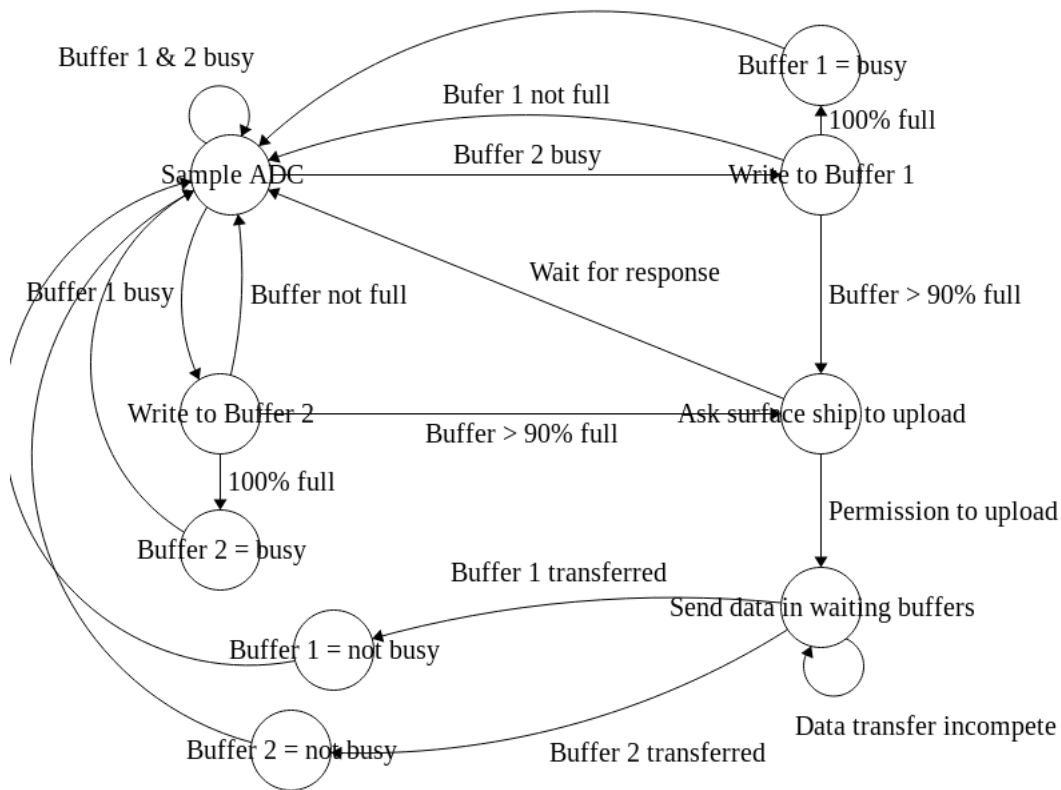 Buffer 1 & 2 busy
Buffer 1 = busy
Bufer 1 not full
100% full
Buffer 2 busy
Sample ADC
Write to Buffer 1
Wait for response
Buffer 1 busy
Buffer not full
Buffer > 90% full
Write to Buffer 2
Ask surface ship to upload
Buffer > 90% full
100% full
Permission to upload
Buffer 2 = busy
Buffer 1 transferred
Send data in waiting buffers
Buffer 1 = not busy
Data transfer incompete
Buffer 2 = not busy
Buffer 2 transferred